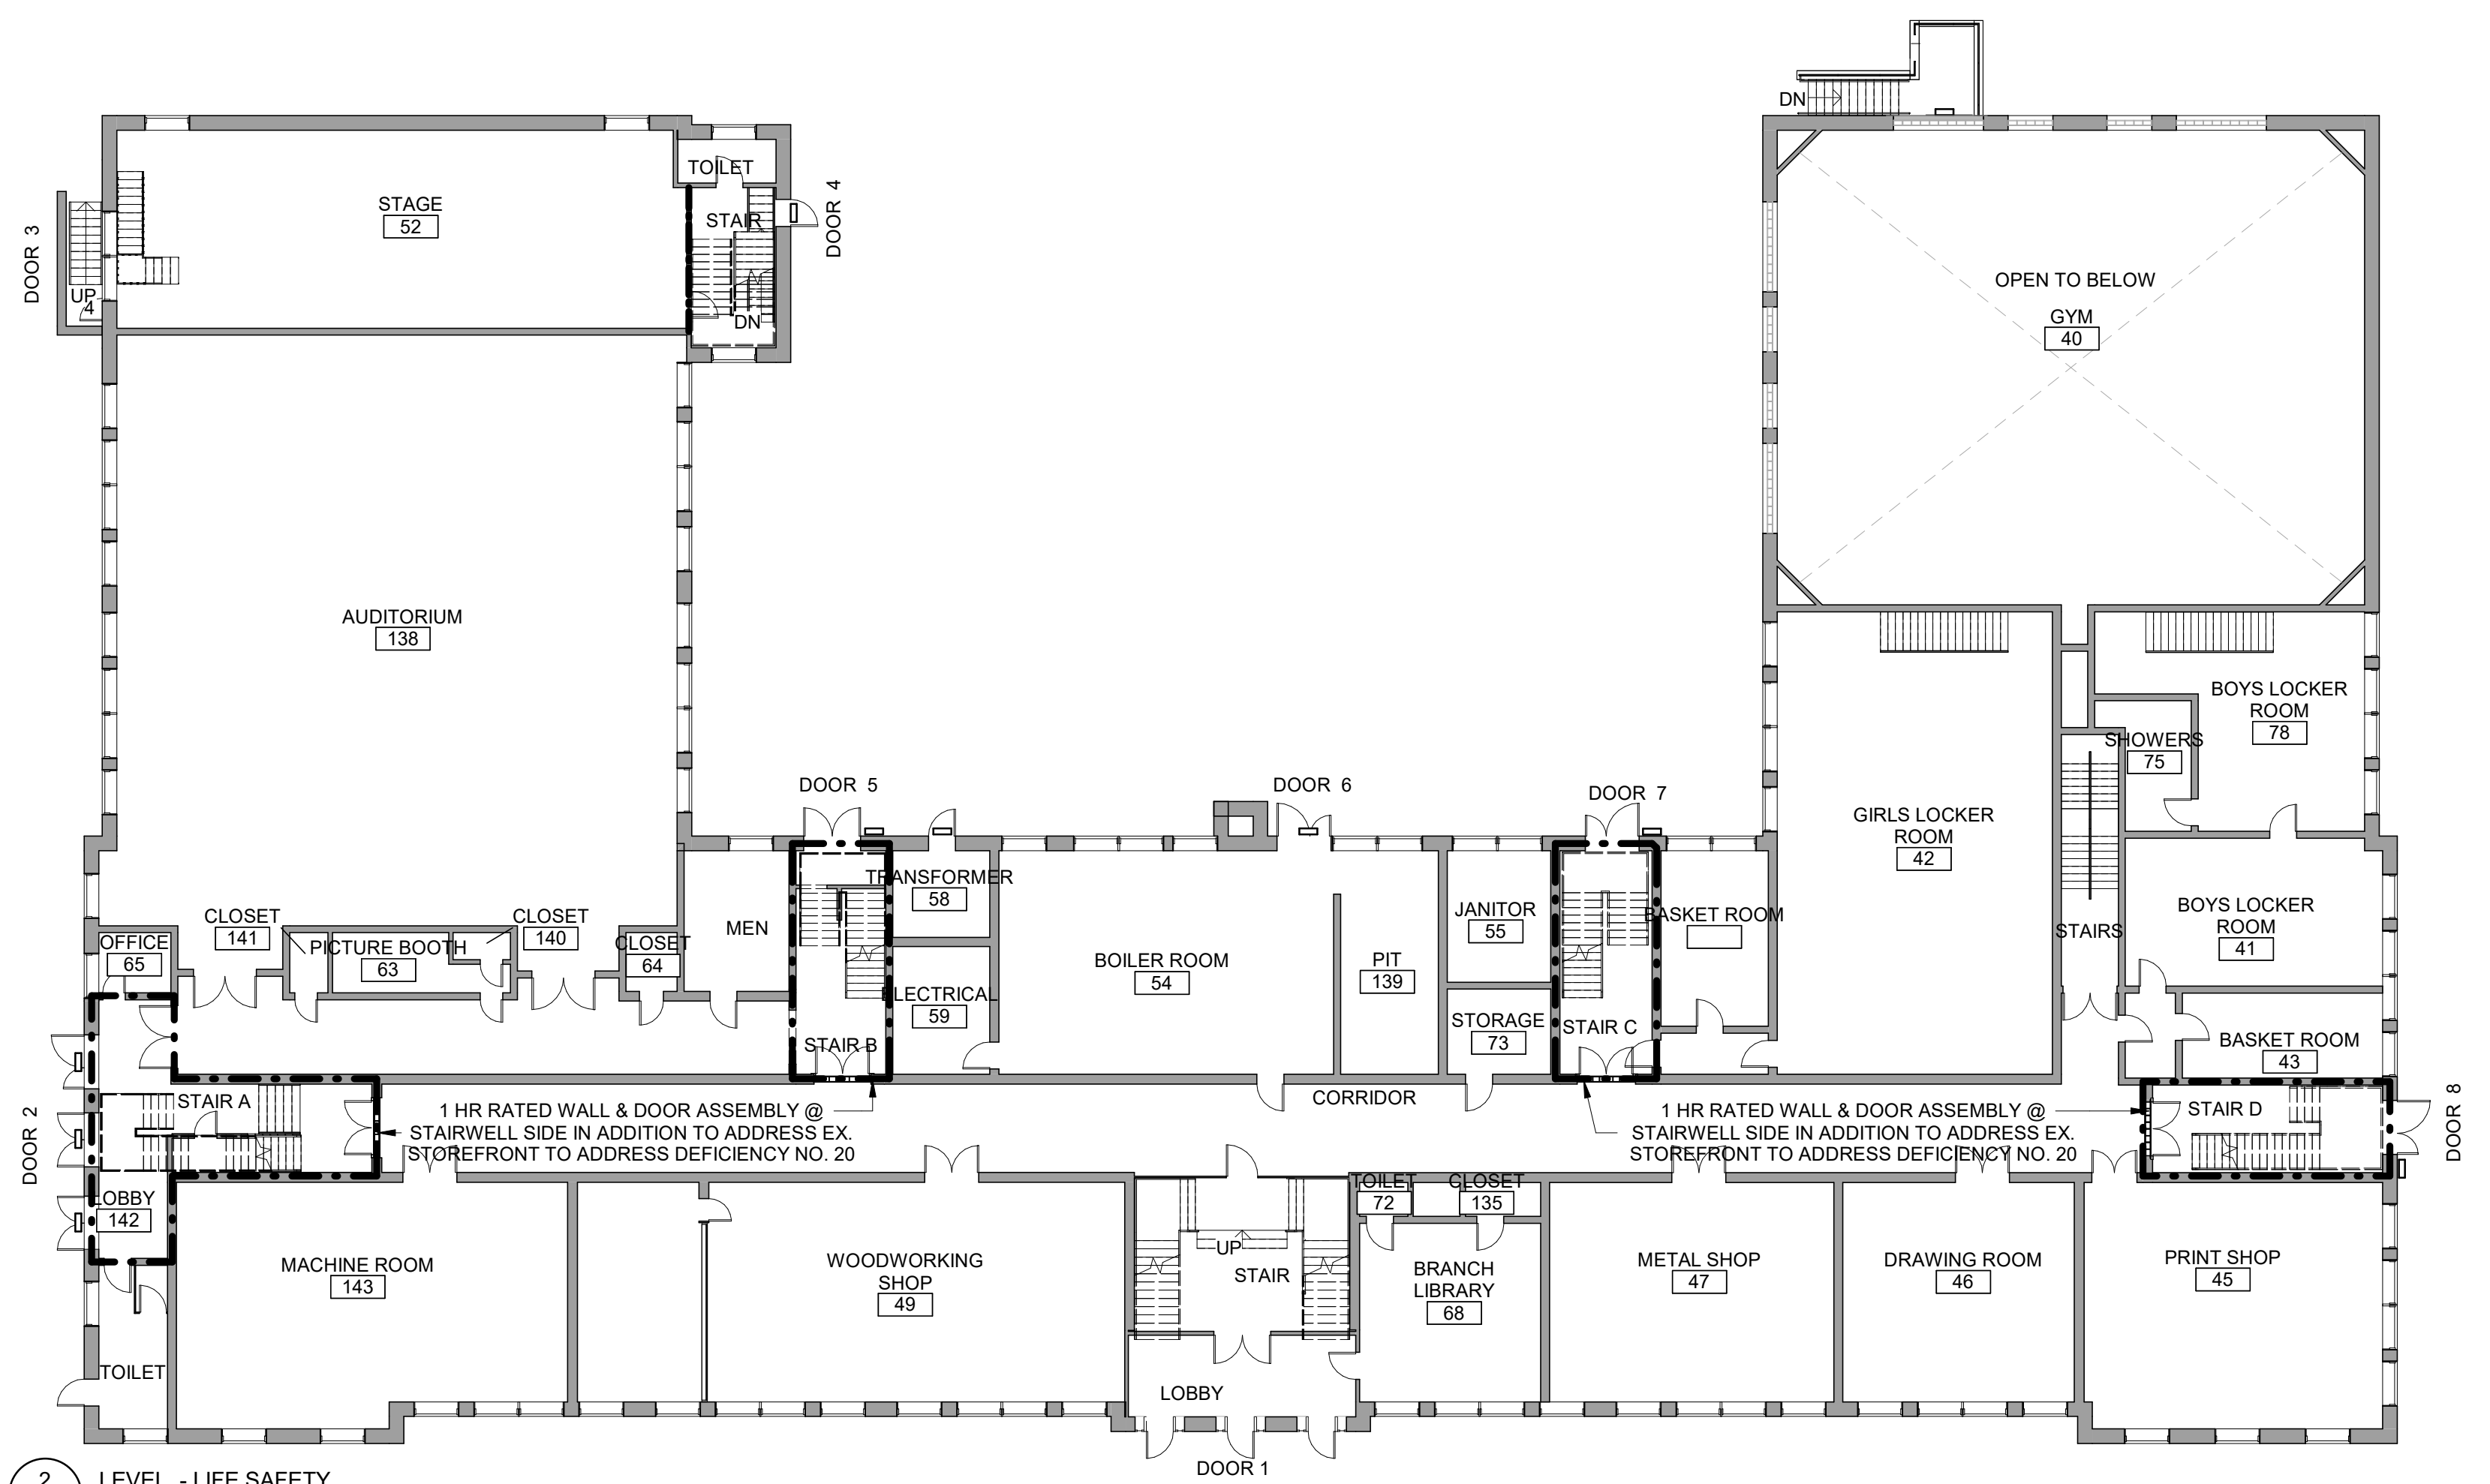 DN
TOILET
STAGE
52
STAIR
DOOR 3
DOOR 4
UP
4
DN
OPEN TO BELOW
GYM
40
AUDITORIUM
138
BOYS LOCKER
ROOM
78
SHOWERS
75
DOOR 5
DOOR 6
DOOR 7
GIRLS LOCKER
ROOM
42
TRANSFORMER
58
CLOSET
141
CLOSET
140
OFFICE
65
PICTURE BOOTH
63
CLOSET
64
MEN
JANITOR
55
BASKET ROOM
BOYS LOCKER
ROOM
41
STAIRS
BOILER ROOM
54
PIT
139
ELECTRICAL
59
STORAGE
73
STAIR B
STAIR C
BASKET ROOM
43
STAIR A
CORRIDOR
1 HR RATED WALL & DOOR ASSEMBLY @
STAIRWELL SIDE IN ADDITION TO ADDRESS EX.
STOREFRONT TO ADDRESS DEFICIENCY NO. 20
1 HR RATED WALL & DOOR ASSEMBLY @
STAIRWELL SIDE IN ADDITION TO ADDRESS EX.
STOREFRONT TO ADDRESS DEFICIENCY NO. 20
STAIR D
DOOR 2
DOOR 8
LOBBY
142
TOILET
72
CLOSET
135
MACHINE ROOM
143
WOODWORKING
SHOP
49
UP
STAIR
BRANCH
LIBRARY
68
METAL SHOP
47
DRAWING ROOM
46
PRINT SHOP
45
TOILET
LOBBY
DOOR 1
2
LEVEL - LIFE SAFETY